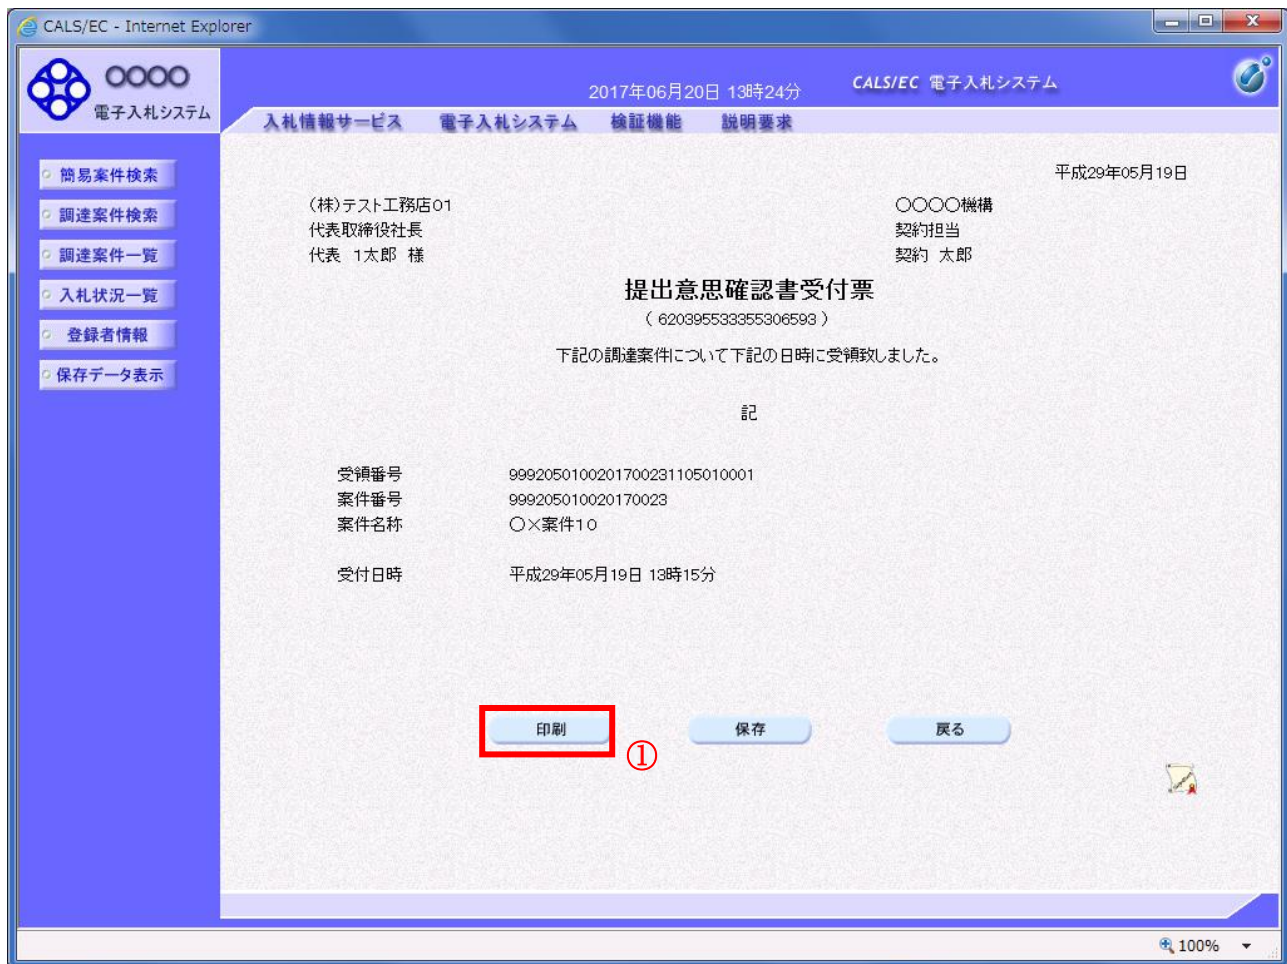 CALS/EC - Internet Explorer
〇〇〇〇
電子入札システム
2017年06月20日 13時24分
CALS/EC 電子入札システム
入札情報サービス 電子入札システム 検証機能 説明要求
簡易案件検索
調達案件検索
調達案件一覧
入札状況一覧
登録者情報
保存データ表示
平成29年05月19日
(株)テスト工務店01
代表取締役社長
代表 1太郎 様
〇〇〇〇機構
契約担当
契約 太郎
提出意思確認書受付票
( 620395533355306593 )
下記の調達案件について下記の日時に受領致しました。
記
受領番号 9992050100201700231105010001
案件番号 999205010020170023
案件名称 〇×案件10
受付日時 平成29年05月19日 13時15分
印刷
①
保存
戻る
100%